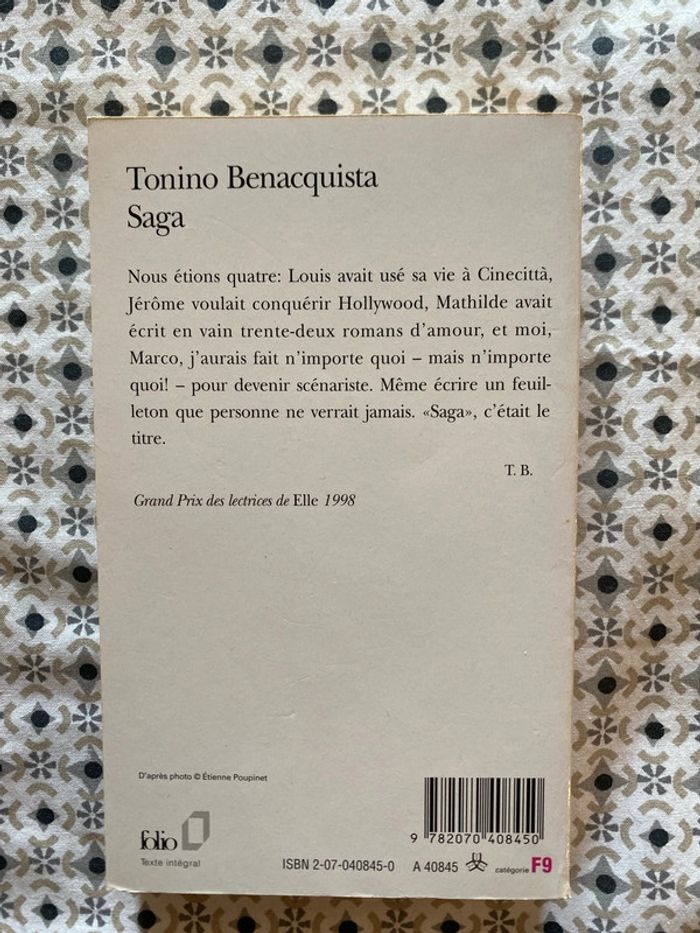 Tonino Benacquista
Saga
Nous étions quatre: Louis avait usé sa vie à Cinecittà,
Jérôme voulait conquérir Hollywood, Mathilde avait
écrit en vain trente-deux romans d'amour, et moi,
Marco, j'aurais fait n'importe quoi – mais n'importe
quoi! – pour devenir scénariste. Même écrire un feuil-
leton que personne ne verrait jamais. «Saga», c'était le
titre.
T. B.
Grand Prix des lectrices de Elle 1998
D'après photo © Étienne Poupinet
folio
Texte intégral
9 782070 408450
ISBN 2-07-040845-0 A 40845 catégorie F9